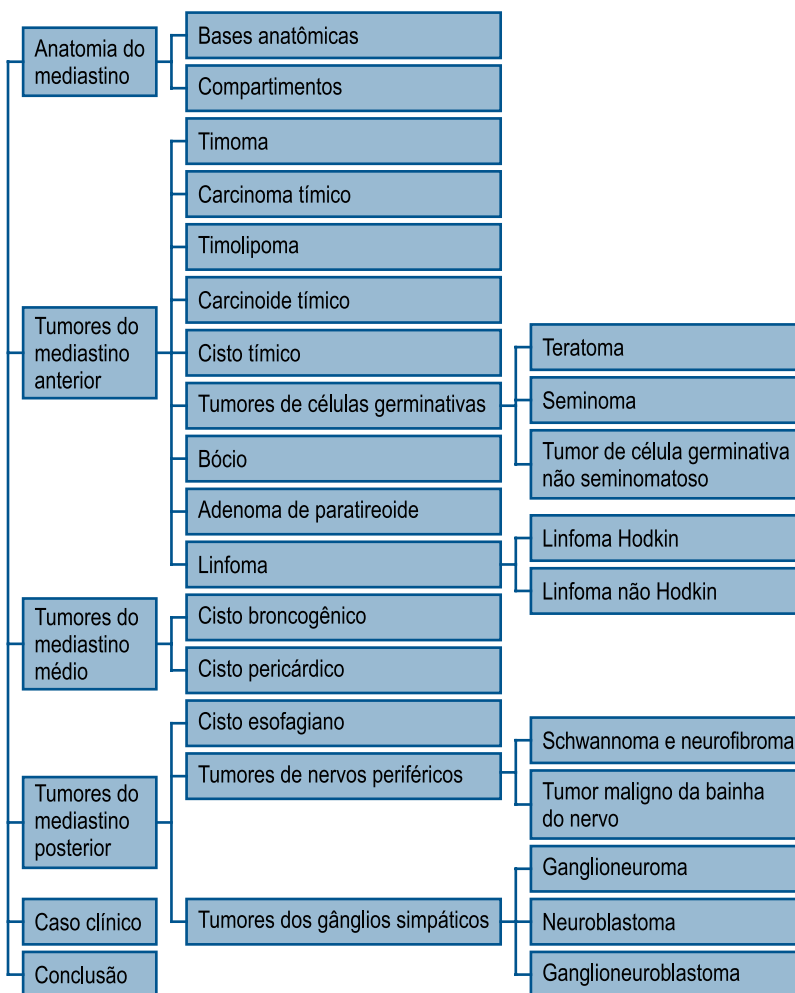 Anatomia do
mediastino
Bases anatômicas
Compartimentos
Tumores do
mediastino
anterior
Timoma
Carcinoma tímico
Timolipoma
Carcinoide tímico
Cisto tímico
Tumores de células germinativas
Teratoma
Seminoma
Tumor de célula germinativa
não seminomatoso
Bócio
Adenoma de paratireoide
Linfoma
Linfoma Hodkin
Linfoma não Hodkin
Tumores do
mediastino
médio
Cisto broncogênico
Cisto pericárdico
Tumores do
mediastino
posterior
Cisto esofagiano
Tumores de nervos periféricos
Schwannoma e neurofibroma
Tumor maligno da bainha
do nervo
Tumores dos gânglios simpáticos
Ganglioneuroma
Neuroblastoma
Ganglioneuroblastoma
Caso clínico
Conclusão